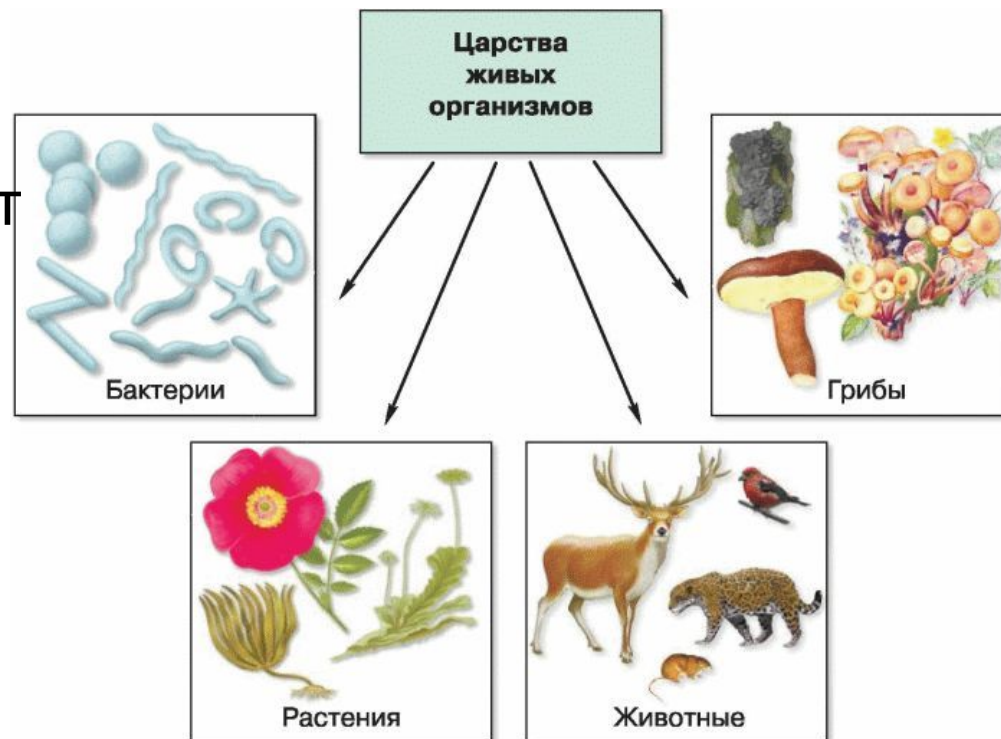 Царства
живых
организмов
т
Бактерии
Грибы
Растения
Животные